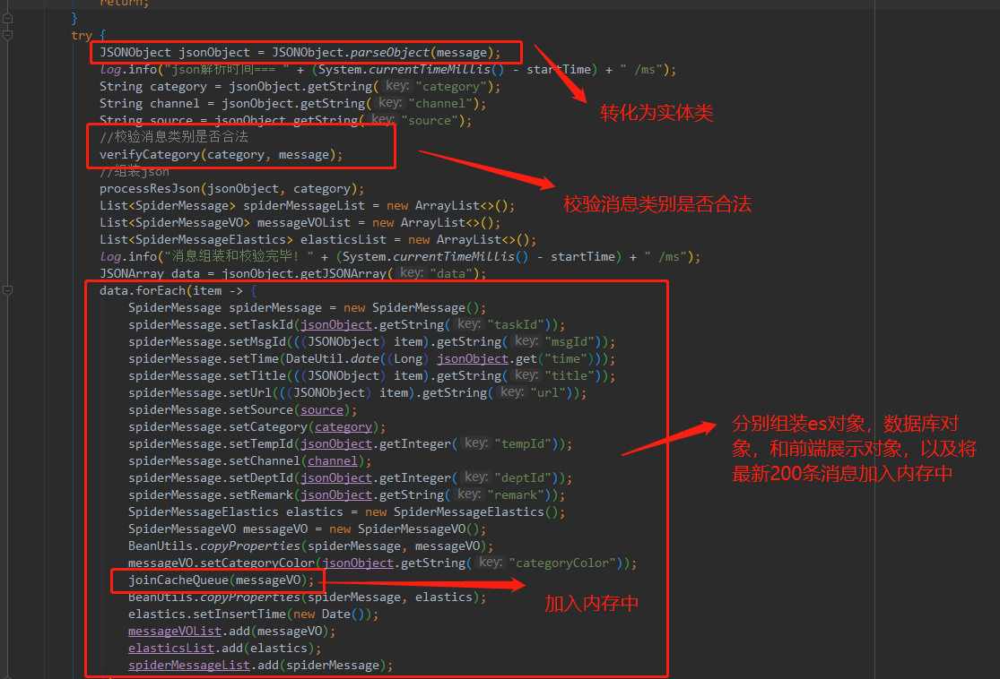 return;
}
try {
JSONObject jsonObject = JSONObject.parseObject(message);
log.info("json解析时间=== " + (System.currentTimeMillis() - startTime) + " /ms");
String category = jsonObject.getString( key: "category");
String channel = jsonObject.getString( key: "channel");
转化为实体类
String source = jsonObject.getString( key: "source");
//校验消息类别是否合法
verifyCategory(category, message);
//组装json
processResJson(jsonObject, category);
List<SpiderMessage> spiderMessageList = new ArrayList<>();
校验消息类别是否合法
List<SpiderMessageVO> messageVOList = new ArrayList<>();
List<SpiderMessageElastics> elasticsList = new ArrayList<>();
log.info("消息组装和校验完毕! " + (System.currentTimeMillis() - startTime) + " /ms");
JSONArray data = jsonObject.getJSONArray( key: "data");
data.forEach(item -> {
SpiderMessage spiderMessage = new SpiderMessage();
spiderMessage.setTaskId(jsonObject.getString( key: "taskId"));
spiderMessage.setMsgId(((JSONObject) item).getString( key: "msgId"));
spiderMessage.setTime(DateUtil.date((Long) jsonObject.get("time")));
spiderMessage.setTitle(((JSONObject) item).getString( key: "title"));
spiderMessage.setUrl(((JSONObject) item).getString( key: "url"));
spiderMessage.setSource(source);
spiderMessage.setCategory(category);
spiderMessage.setTempId(jsonObject.getInteger( key: "tempId"));
spiderMessage.setChannel(channel);
spiderMessage.setDeptId(jsonObject.getInteger( key: "deptId"));
spiderMessage.setRemark(jsonObject.getString( key: "remark"));
分别组装es对象，数据库对
象，和前端展示对象，以及将
最新200条消息加入内存中
SpiderMessageElastics elastics = new SpiderMessageElastics();
SpiderMessageVO messageVO = new SpiderMessageVO();
BeanUtils.copyProperties(spiderMessage, messageVO);
messageVO.setCategoryColor(jsonObject.getString( key: "categoryColor"));
joinCacheQueue(messageVO);
BeanUtils.copyProperties(spiderMessage, elastics);
加入内存中
elastics.setInsertTime(new Date());
messageVOList.add(messageVO);
elasticsList.add(elastics);
spiderMessageList.add(spiderMessage);